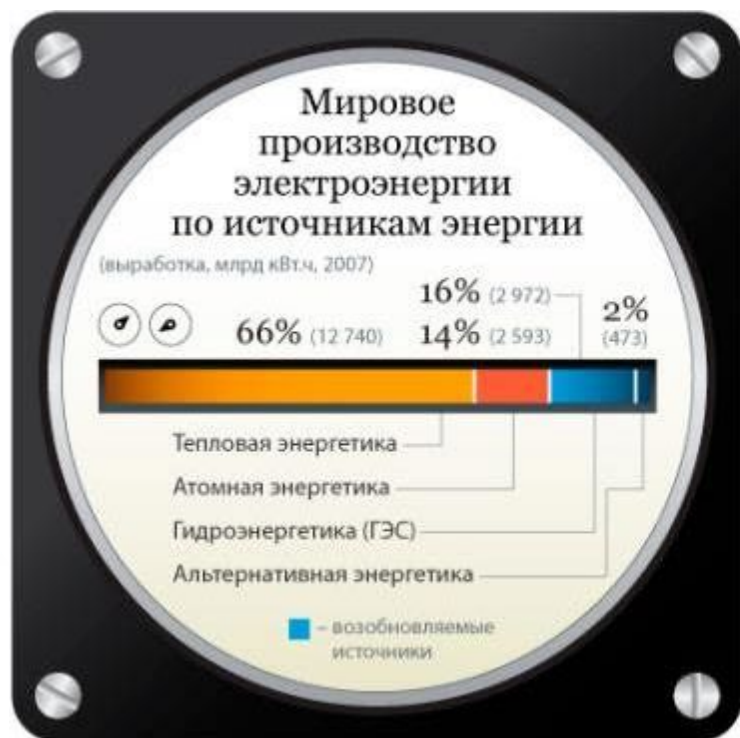 Мировое
производство
электроэнергии
по источникам энергии
(выработка, млрд кВт.ч, 2007)
16% (2 972)
2%
66% (12 740) 14% (2 593) (473)
Тепловая энергетика
Атомная энергетика
Гидроэнергетика (ГЭС)
Альтернативная энергетика
– возобновляемые
источники